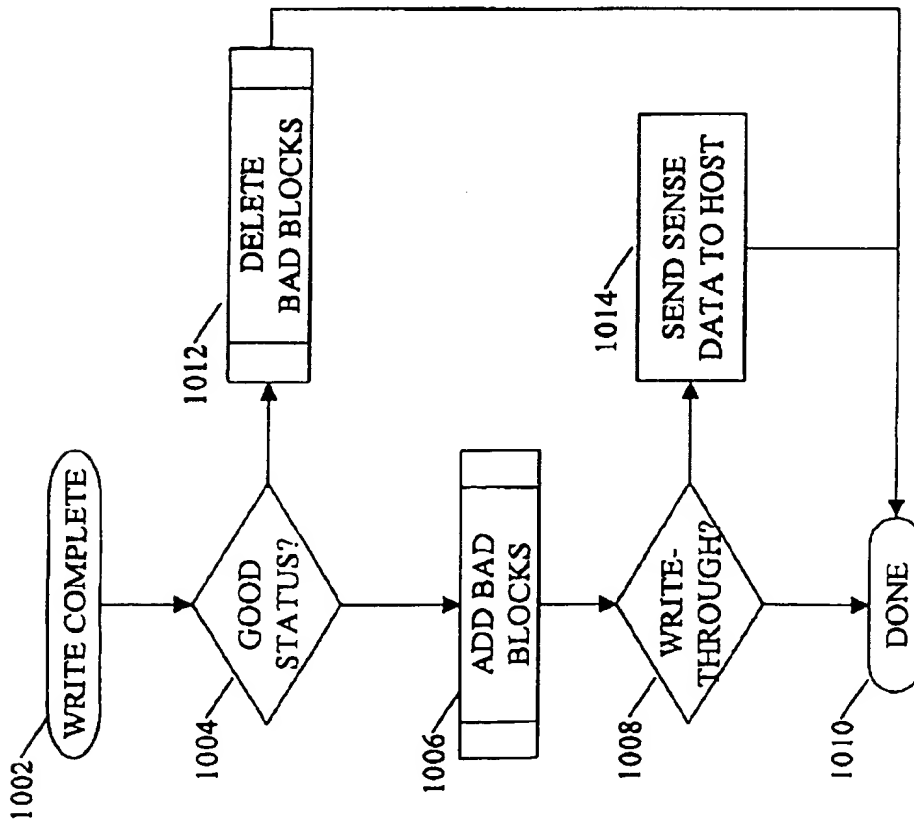 1002
WRITE COMPLETE
1004
GOOD
STATUS?
1012
DELETE
BAD BLOCKS
1006
ADD BAD
BLOCKS
1008
WRITE-
THROUGH?
1014
SEND SENSE
DATA TO HOST
1010
DONE